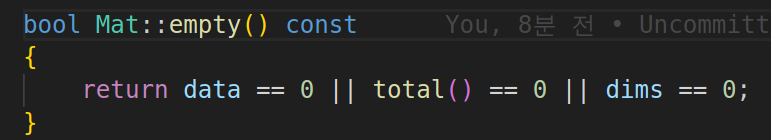 bool Mat::empty() const You, 8분 전 • Uncommitt
{
return data == 0 || total() == 0 || dims == 0;
}